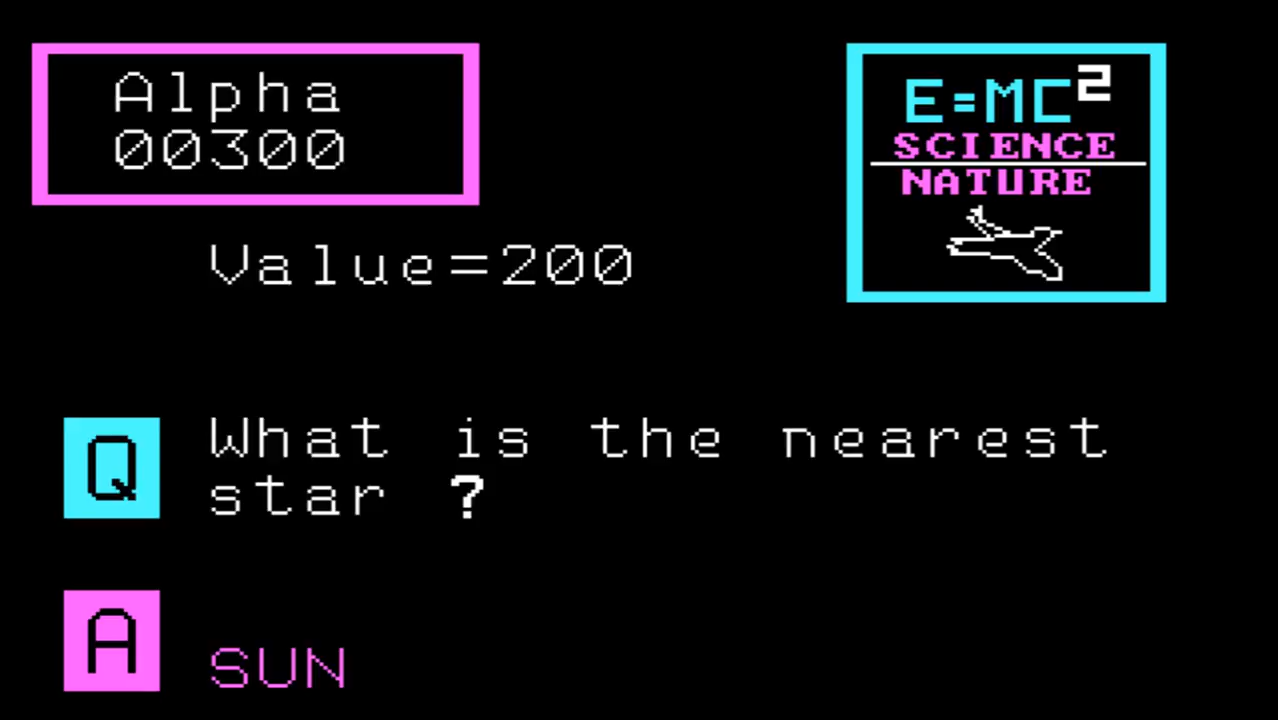 Alpha
00300
E=MC²
SCIENCE
NATURE
Value=200
Q What is the nearest
star ?
A SUN